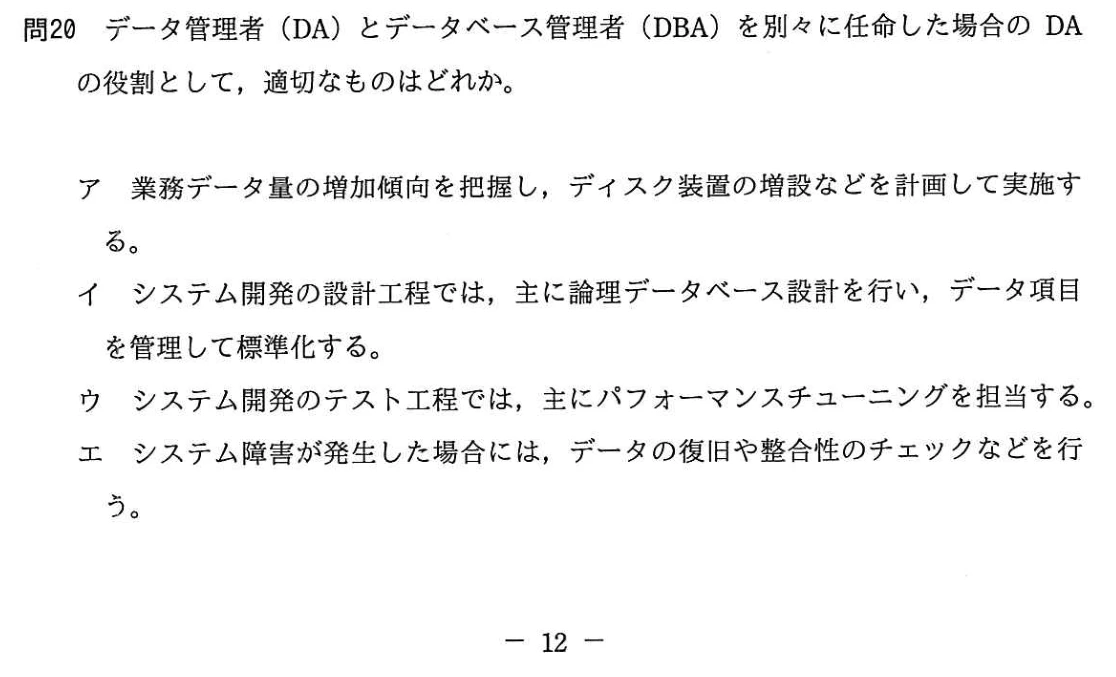 問20 データ管理者（DA）とデータベース管理者（DBA）を別々に任命した場合の DA
の役割として，適切なものはどれか。
ア 業務データ量の増加傾向を把握し，ディスク装置の増設などを計画して実施す
る。
イ システム開発の設計工程では，主に論理データベース設計を行い，データ項目
を管理して標準化する。
ウ システム開発のテスト工程では，主にパフォーマンスチューニングを担当する。
エ システム障害が発生した場合には，データの復旧や整合性のチェックなどを行
う。
－ 12 －